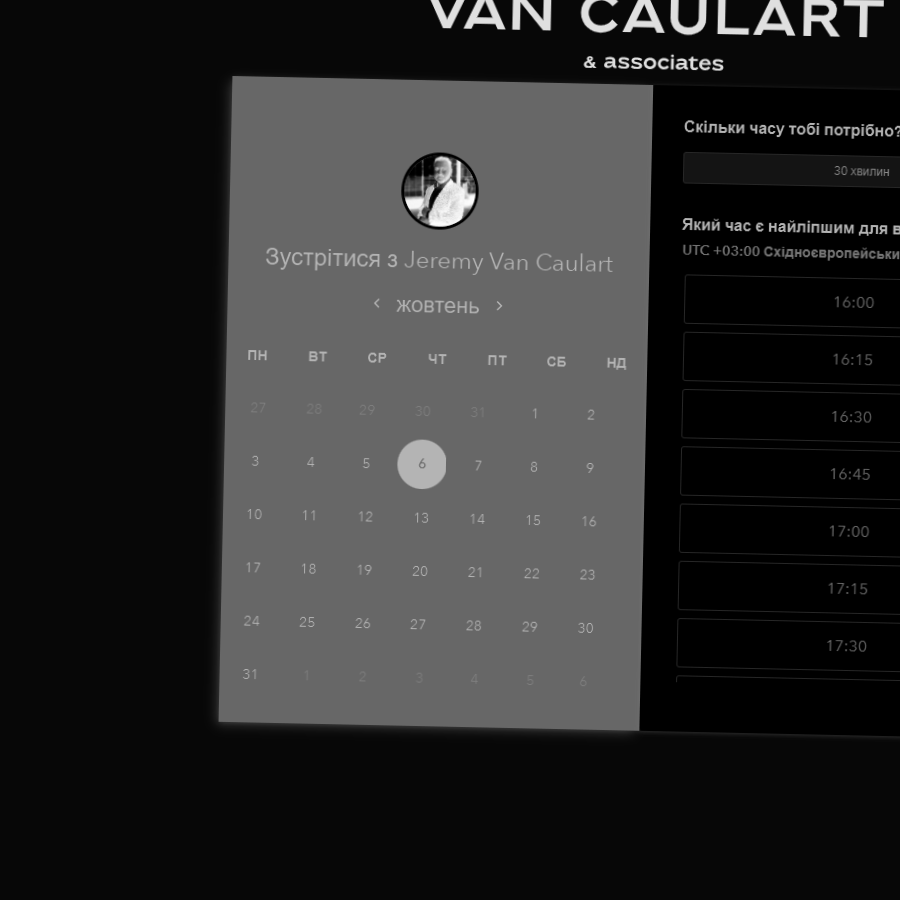 VAN CAULART
& associates
Зустрітися з Jeremy Van Caulart
‹ жовтень ›
ПН ВТ СР ЧТ ПТ СБ НД
27 28 29 30 31 1 2
3 4 5 6 7 8 9
10 11 12 13 14 15 16
17 18 19 20 21 22 23
24 25 26 27 28 29 30
31 1 2 3 4 5 6
Скільки часу тобі потрібно?
30 хвилин
Який час є найліпшим для
UTC +03:00
16:00
16:15
16:30
16:45
17:00
17:15
17:30